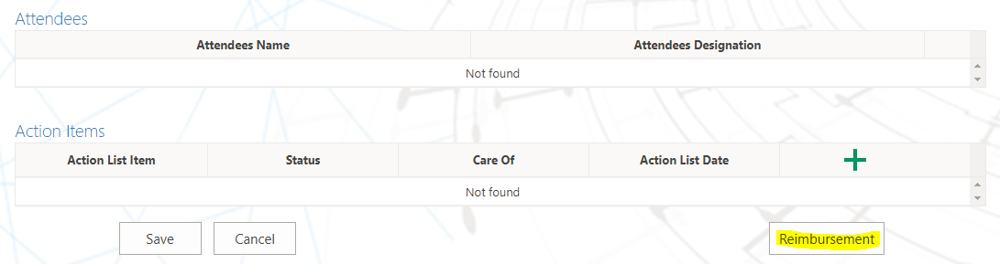 Attendees
Attendees Name Attendees Designation
Not found
Action Items
Action List Item Status Care Of Action List Date
Not found
Save Cancel Reimbursement